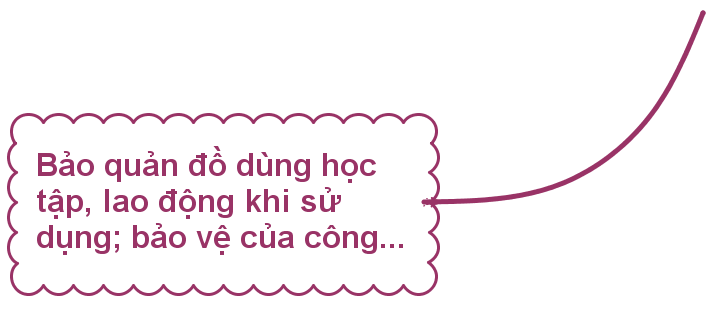 Bảo quản đồ dùng học
tập, lao động khi sử
dụng; bảo vệ của công...